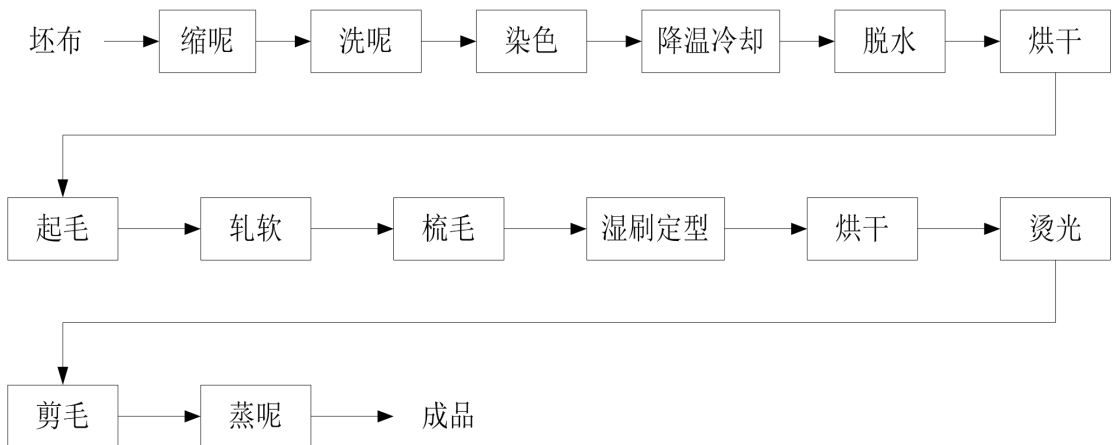 坯布 缩呢 洗呢 染色 降温冷却 脱水 烘干
起毛 轧软 梳毛 湿刷定型 烘干 烫光
剪毛 蒸呢 成品